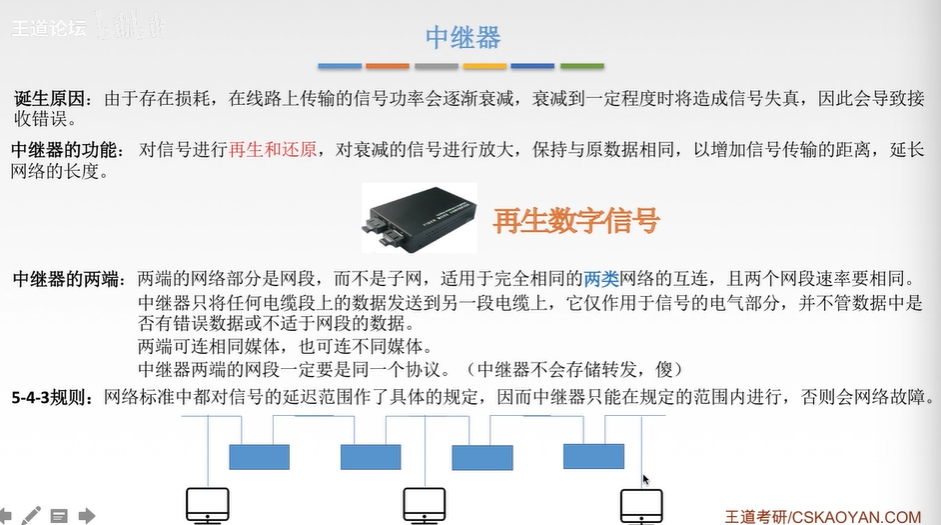 王道论坛
中继器
诞生原因：由于存在损耗，在线路上传输的信号功率会逐渐衰减，衰减到一定程度时将造成信号失真，因此会导致接
收错误。
中继器的功能： 对信号进行再生和还原，对衰减的信号进行放大，保持与原数据相同，以增加信号传输的距离，延长
网络的长度。
再生数字信号
中继器的两端：两端的网络部分是网段，而不是子网，适用于完全相同的两类网络的互连，且两个网段速率要相同。
中继器只将任何电缆段上的数据发送到另一段电缆上，它仅作用于信号的电气部分，并不管数据中是
否有错误数据或不适于网段的数据。
两端可连相同媒体，也可连不同媒体。
中继器两端的网段一定要是同一个协议。（中继器不会存储转发，傻）
5-4-3规则：网络标准中都对信号的延迟范围作了具体的规定，因而中继器只能在规定的范围内进行，否则会网络故障。
王道考研/CSKAOYAN.COM